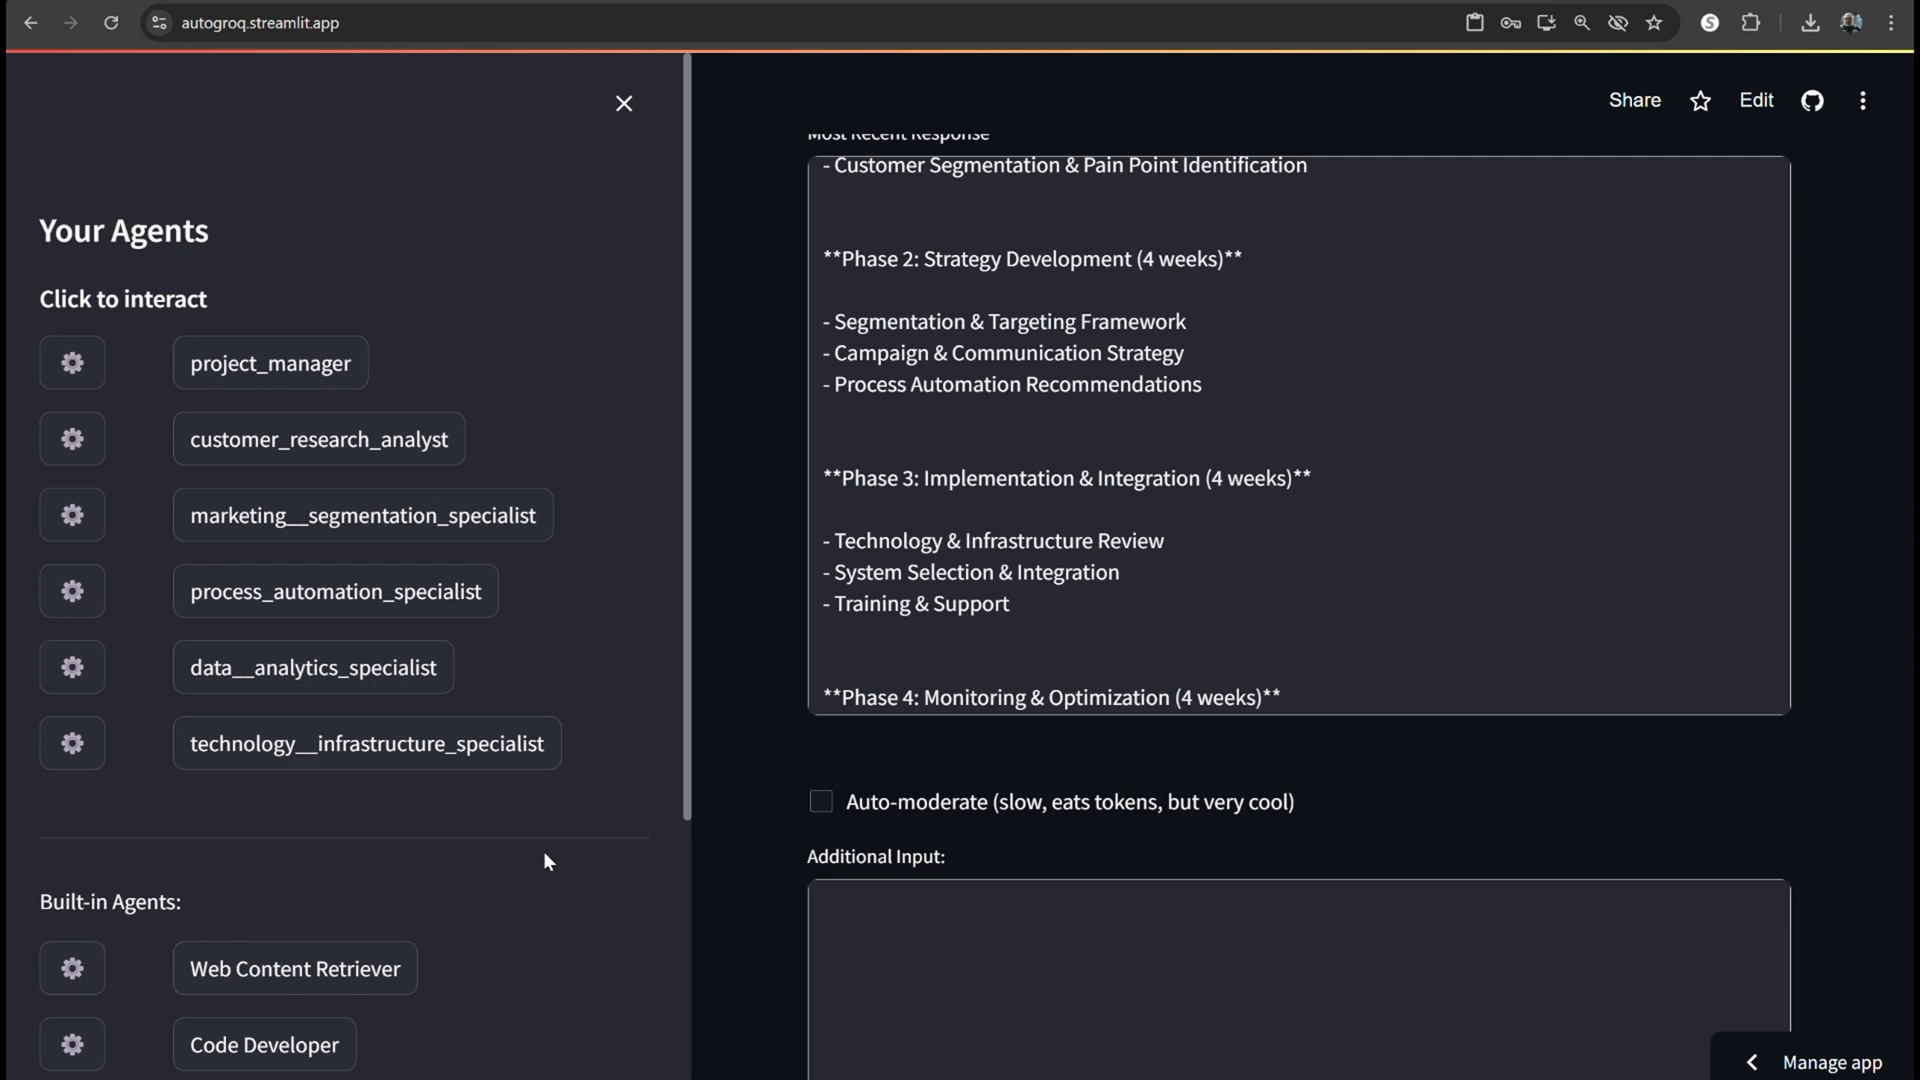 autogroq.streamlit.app
Share
Edit
Your Agents
Click to interact
project_manager
customer_research_analyst
marketing__segmentation_specialist
process_automation_specialist
data__analytics_specialist
technology__infrastructure_specialist
Built-in Agents:
Web Content Retriever
Code Developer
Most Recent Response
- Customer Segmentation & Pain Point Identification
**Phase 2: Strategy Development (4 weeks)**
- Segmentation & Targeting Framework
- Campaign & Communication Strategy
- Process Automation Recommendations
**Phase 3: Implementation & Integration (4 weeks)**
- Technology & Infrastructure Review
- System Selection & Integration
- Training & Support
**Phase 4: Monitoring & Optimization (4 weeks)**
Auto-moderate (slow, eats tokens, but very cool)
Additional Input:
Manage app